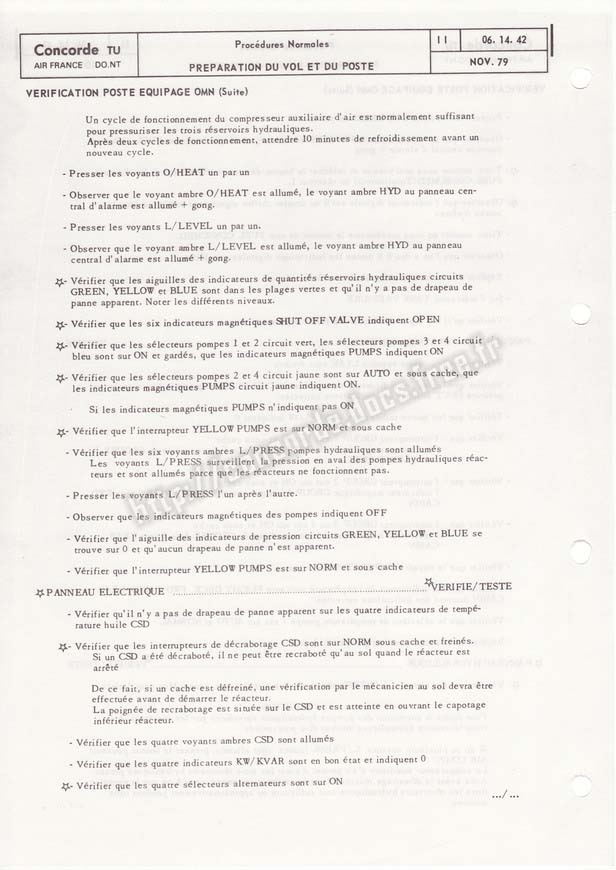 Concorde TU
AIR FRANCE DO.NT
Procédures Normales
PREPARATION DU VOL ET DU POSTE
11
06. 14. 42
NOV. 79
VERIFICATION POSTE EQUIPAGE OMN (Suite)
Un cycle de fonctionnement du compresseur auxiliaire d'air est normalement suffisant
pour pressuriser les trois réservoirs hydrauliques.
Après deux cycles de fonctionnement, attendre 10 minutes de refroidissement avant un
nouveau cycle.
- Presser les voyants O/HEAT un par un
- Observer que le voyant ambre O/HEAT est allumé, le voyant ambre HYD au panneau cen-
tral d'alarme est allumé + gong.
- Presser les voyants L/LEVEL un par un.
- Observer que le voyant ambre L/LEVEL est allumé, le voyant ambre HYD au panneau
central d'alarme est allumé + gong.
☆- Vérifier que les aiguilles des indicateurs de quantités réservoirs hydrauliques circuits
GREEN, YELLOW et BLUE sont dans les plages vertes et qu'il n'y a pas de drapeau de
panne apparent. Noter les différents niveaux.
☆- Vérifier que les six indicateurs magnétiques SHUT OFF VALVE indiquent OPEN
☆- Vérifier que les sélecteurs pompes 1 et 2 circuit vert, les sélecteurs pompes 3 et 4 circuit
bleu sont sur ON et gardés, que les indicateurs magnétiques PUMPS indiquent ON
☆- Vérifier que les sélecteurs pompes 2 et 4 circuit jaune sont sur AUTO et sous cache, que
les indicateurs magnétiques PUMPS circuit jaune indiquent ON.
Si les indicateurs magnétiques PUMPS n'indiquent pas ON
☆- Vérifier que l'interrupteur YELLOW PUMPS est sur NORM et sous cache
- Vérifier que les six voyants ambres L/PRESS pompes hydrauliques sont allumés
Les voyants L/PRESS surveillent la pression en aval des pompes hydrauliques réac-
teurs et sont allumés parce que les réacteurs ne fonctionnent pas.
- Presser les voyants L/PRESS l'un après l'autre.
- Observer que les indicateurs magnétiques des pompes indiquent OFF
- Vérifier que l'aiguille des indicateurs de pression circuits GREEN, YELLOW et BLUE se
trouve sur 0 et qu'aucun drapeau de panne n'est apparent.
- Vérifier que l'interrupteur YELLOW PUMPS est sur NORM et sous cache
☆ PANNEAU ELECTRIQUE ........ ☆VERIFIE/TESTE
- Vérifier qu'il n'y a pas de drapeau de panne apparent sur les quatre indicateurs de tempé-
rature huile CSD
☆- Vérifier que les interrupteurs de décrabotage CSD sont sur NORM sous cache et freinés.
Si un CSD a été décraboté, il ne peut être recraboté qu'au sol quand le réacteur est
arrêté
De ce fait, si un cache est défreiné, une vérification par le mécanicien au sol devra être
effectuée avant de démarrer le réacteur.
La poignée de recrabotage est située sur le CSD et est atteinte en ouvrant le capotage
inférieur réacteur.
- Vérifier que les quatre voyants ambres CSD sont allumés
- Vérifier que les quatre indicateurs KW/KVAR sont en bon état et indiquent 0
☆- Vérifier que les quatre sélecteurs alternateurs sont sur ON
.../...